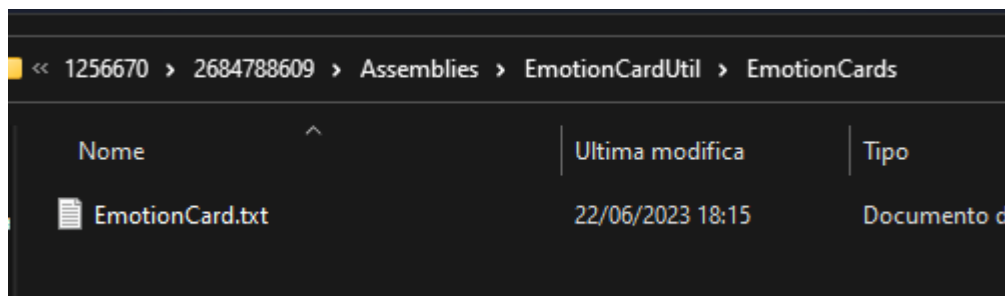 « 1256670 > 2684788609 > Assemblies > EmotionCardUtil > EmotionCards
Nome Ultima modifica Tipo
EmotionCard.txt 22/06/2023 18:15 Documento d